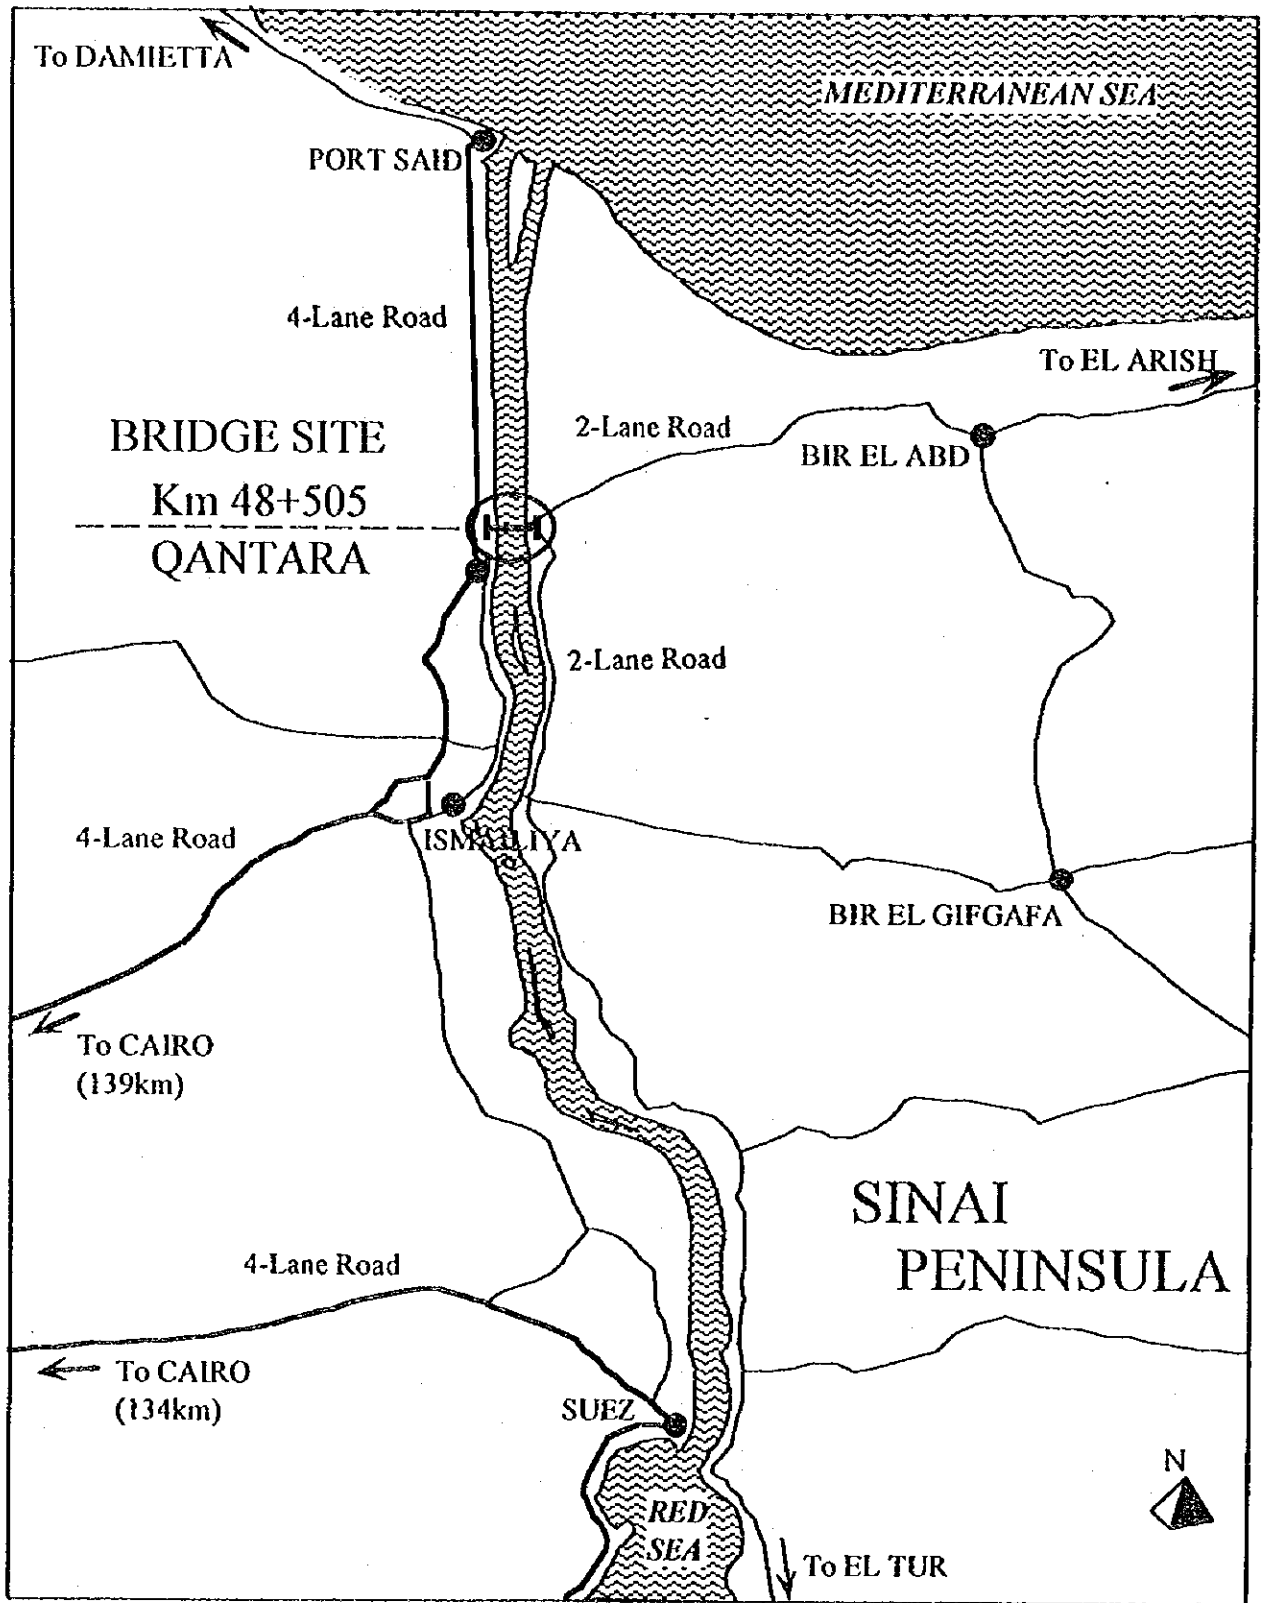 To DAMIETTA
MEDITERRANEAN SEA
PORT SAID
4-Lane Road
To EL ARISH
2-Lane Road
BRIDGE SITE
BIR EL ABD
Km 48+505
QANTARA
2-Lane Road
4-Lane Road
ISMAILIYA
BIR EL GIFGAFA
To CAIRO
(139km)
SINAI
PENINSULA
4-Lane Road
To CAIRO
(134km)
SUEZ
N
RED
SEA
To EL TUR